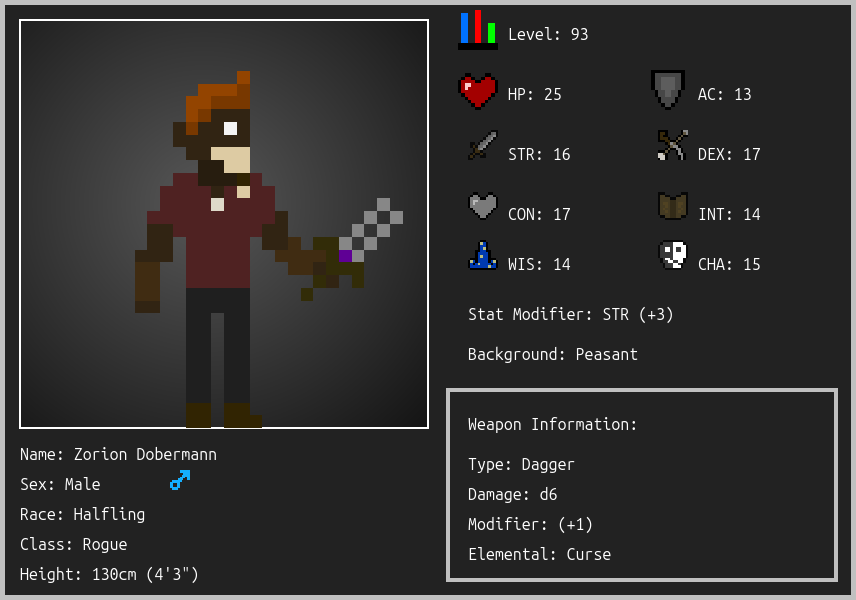 Level: 93
HP: 25
AC: 13
STR: 16
DEX: 17
CON: 17
INT: 14
WIS: 14
CHA: 15
Stat Modifier: STR (+3)
Background: Peasant
Weapon Information:
Type: Dagger
Damage: d6
Modifier: (+1)
Elemental: Curse
Name: Zorion Dobermann
Sex: Male
Race: Halfling
Class: Rogue
Height: 130cm (4'3")